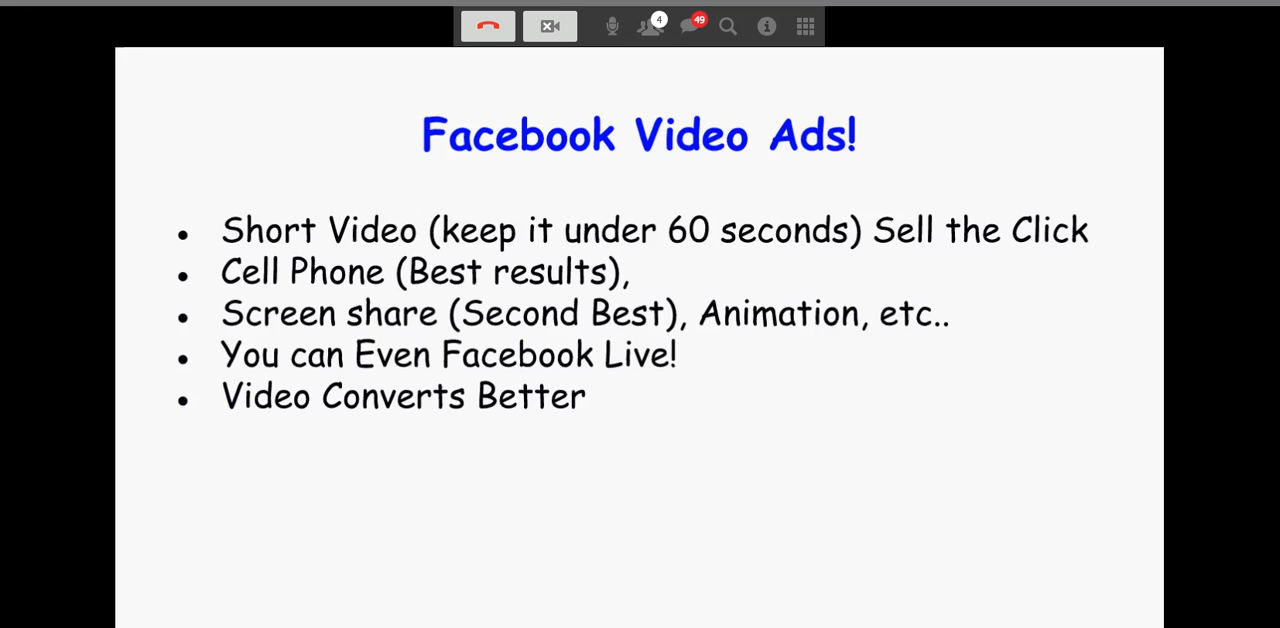 4 49
Facebook Video Ads!
• Short Video (keep it under 60 seconds) Sell the Click
• Cell Phone (Best results),
• Screen share (Second Best), Animation, etc..
• You can Even Facebook Live!
• Video Converts Better